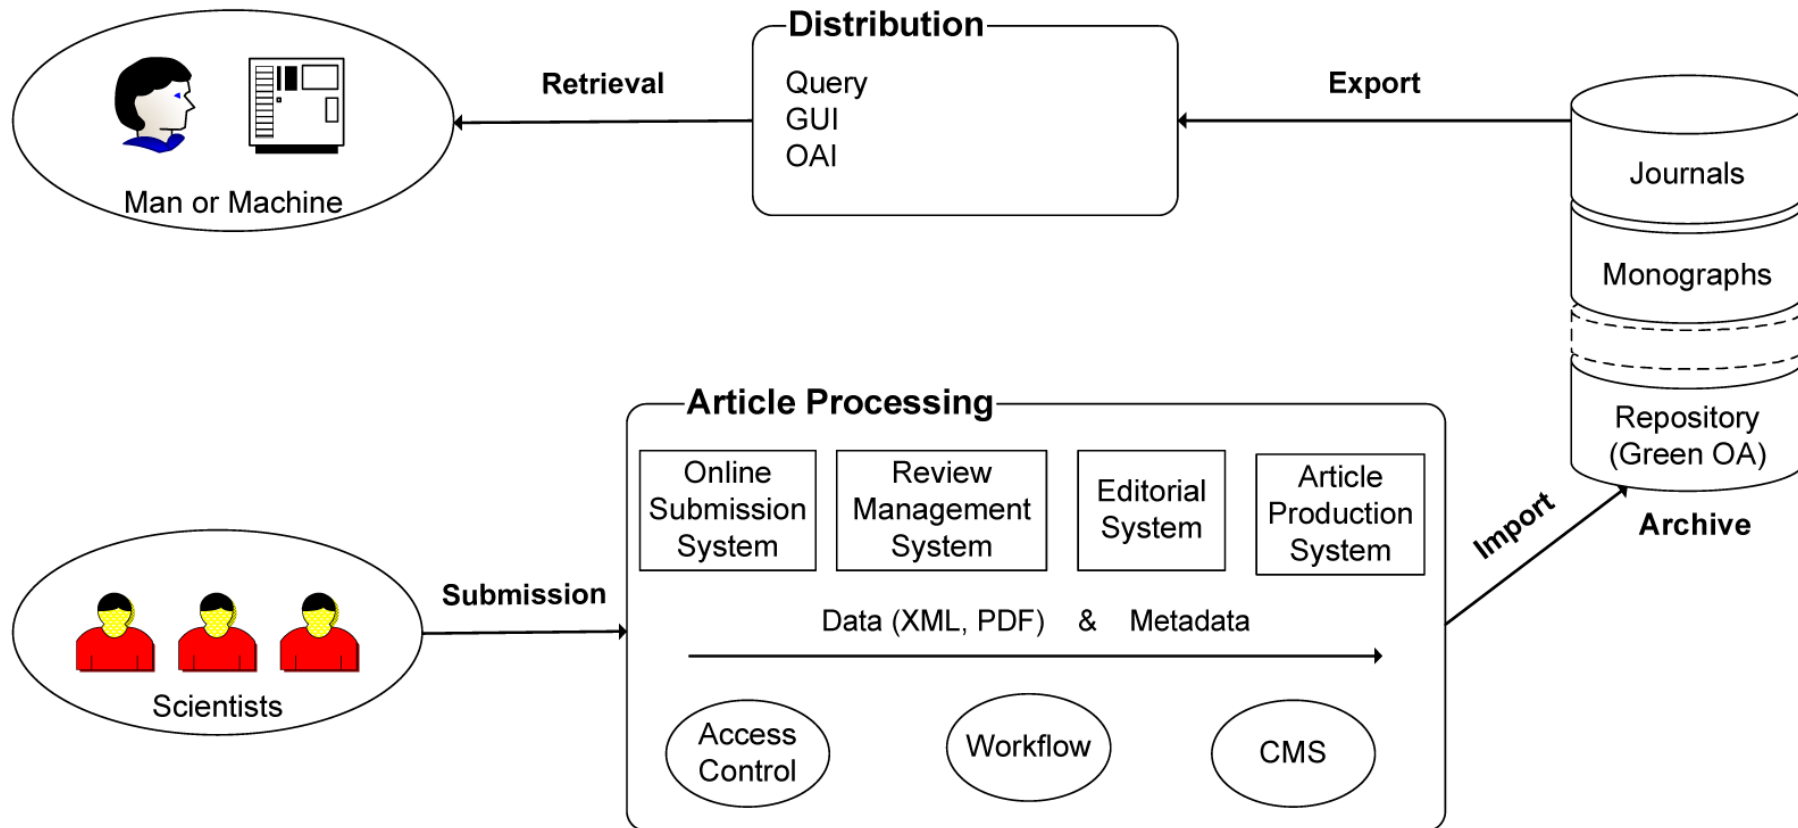 Distribution
Query
GUI
OAI
Retrieval
Export
Man or Machine
Journals
Monographs
Repository
(Green OA)
Archive
Import
Article Processing
Online
Submission
System
Review
Management
System
Editorial
System
Article
Production
System
Submission
Data (XML, PDF) & Metadata
Scientists
Access
Control
Workflow
CMS